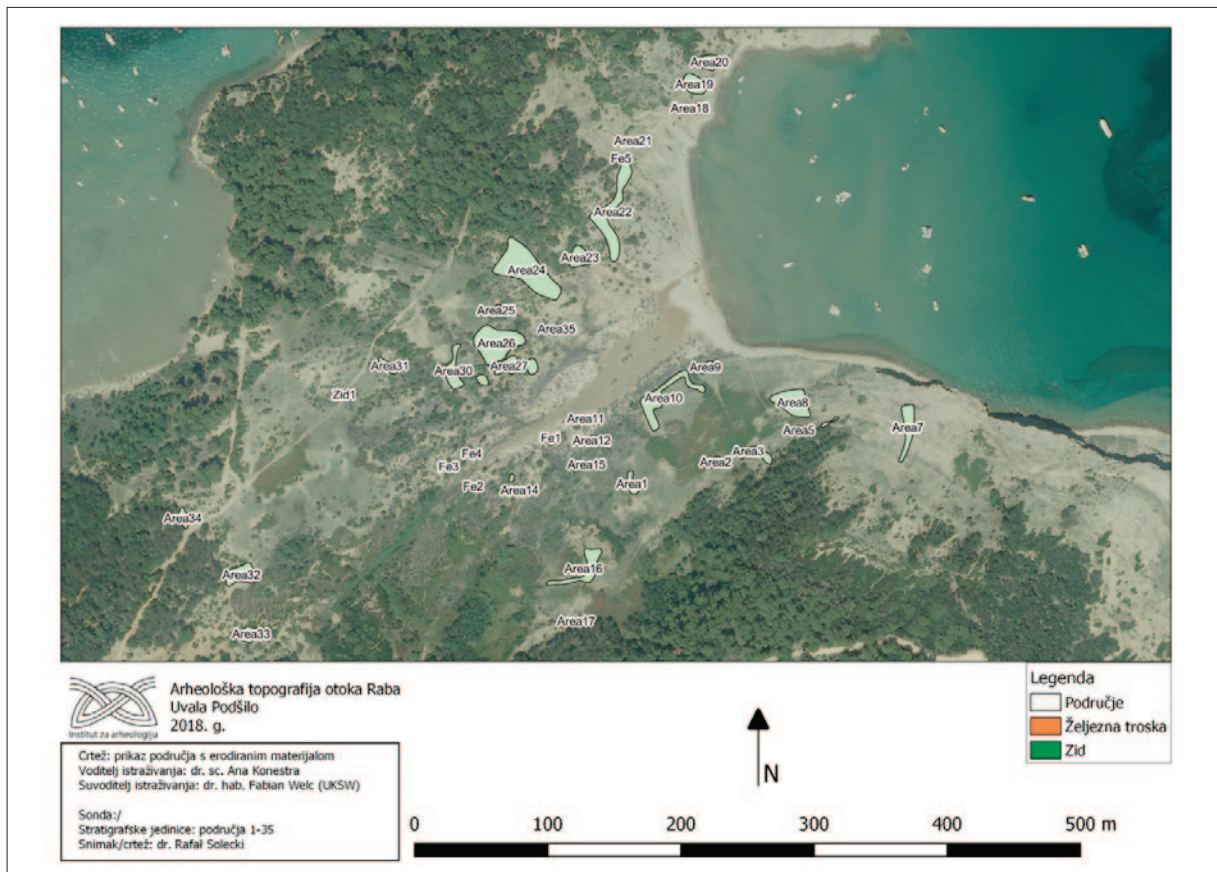 Area20
Area19
Area18
Area21
Fe5
Area22
Area23
Area24
Area25
Area35
Area26
Area27
Area30
Area31
Zid1
Area9
Area10
Area8
Area5
Area7
Area11
Area12
Fe1
Area15
Fe4
Fe3
Fe2
Area14
Area1
Area2
Area3
Area34
Area32
Area33
Area16
Area17
Institut za arheologiju
Arheološka topografija otoka Raba
Uvala Podšilo
2018. g.
Crtež: prikaz područja s erodiranim materijalom
Voditelj istraživanja: dr. sc. Ana Konestra
Suvoditelj istraživanja: dr. hab. Fabian Welc (UKSW)
Sonda:/
Stratigrafske jedinice: područja 1-35
Snimak/crtež: dr. Rafał Solecki
N
0 100 200 300 400 500 m
Legenda
Područje
Željezna troska
Zid